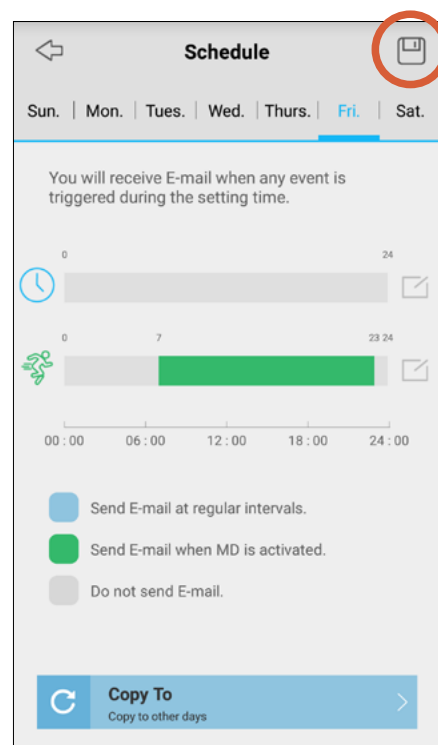 Schedule
Sun. | Mon. | Tues. | Wed. | Thurs. | Fri. | Sat.
You will receive E-mail when any event is
triggered during the setting time.
0 24
0 7 23 24
00 : 00 06 : 00 12 : 00 18 : 00 24 : 00
Send E-mail at regular intervals.
Send E-mail when MD is activated.
Do not send E-mail.
Copy To
Copy to other days